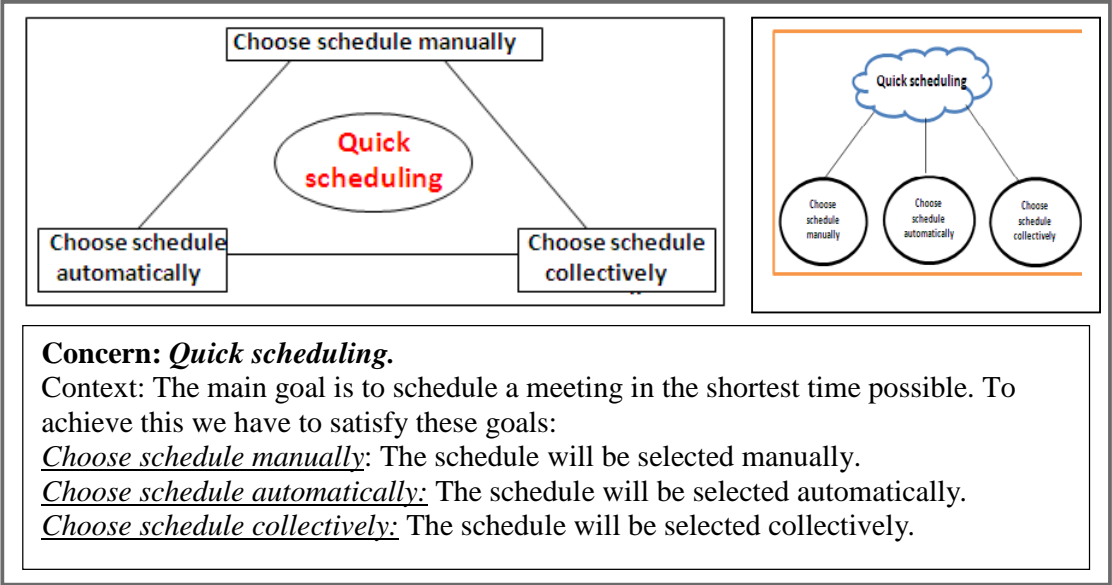 Choose schedule manually
Quick
scheduling
Choose schedule
automatically
Choose schedule
collectively
Quick scheduling
Choose
schedule
manually
Choose
schedule
automatically
Choose
schedule
collectively
Concern: Quick scheduling.
Context: The main goal is to schedule a meeting in the shortest time possible. To
achieve this we have to satisfy these goals:
Choose schedule manually: The schedule will be selected manually.
Choose schedule automatically: The schedule will be selected automatically.
Choose schedule collectively: The schedule will be selected collectively.